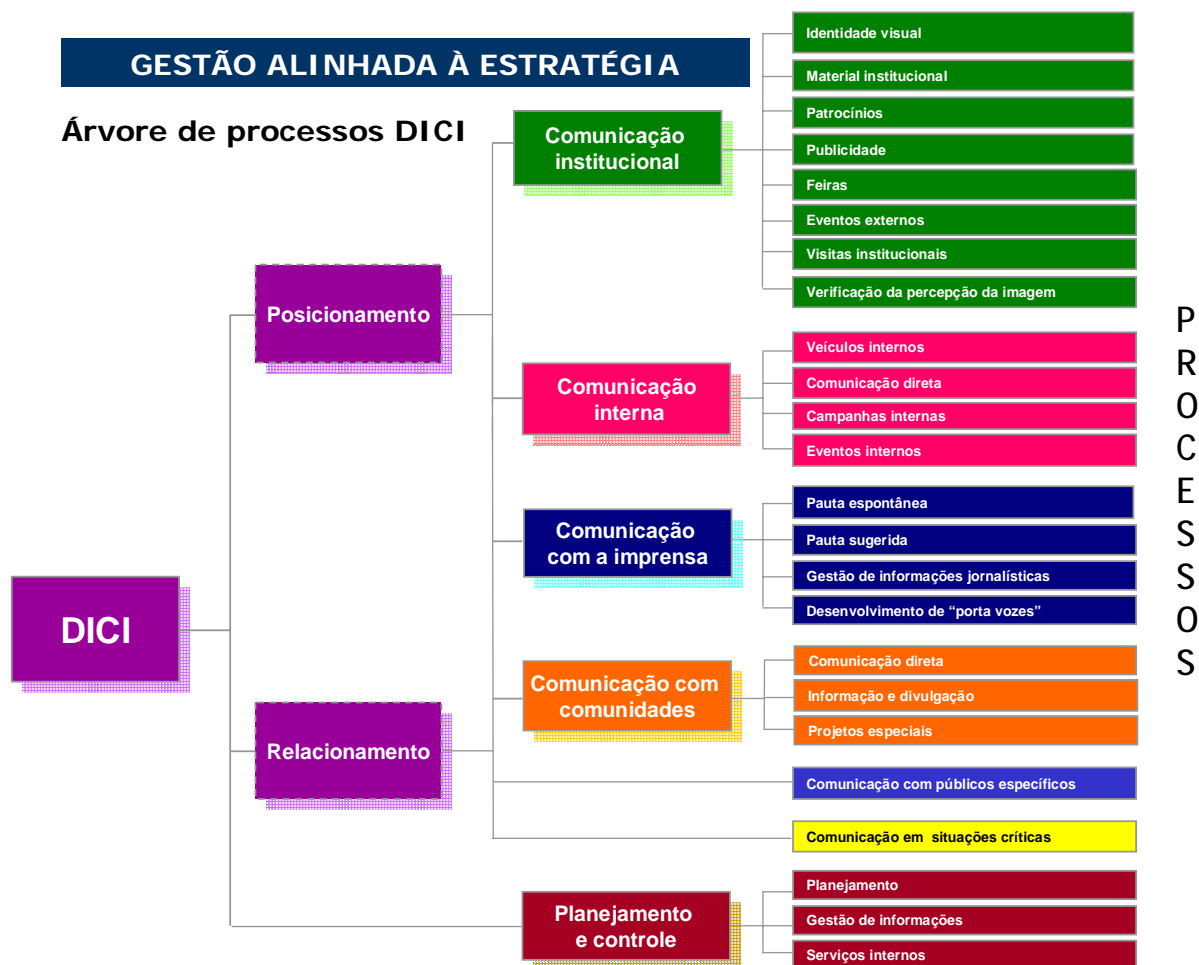 GESTÃO ALINHADA À ESTRATÉGIA
Árvore de processos DICI
DICI
Posicionamento
Relacionamento
Comunicação
institucional
Identidade visual
Material institucional
Patrocínios
Publicidade
Feiras
Eventos externos
Visitas institucionais
Verificação da percepção da imagem
Comunicação
interna
Veículos internos
Comunicação direta
Campanhas internas
Eventos internos
Comunicação
com a imprensa
Pauta espontânea
Pauta sugerida
Gestão de informações jornalísticas
Desenvolvimento de “porta vozes”
Comunicação com
comunidades
Comunicação direta
Informação e divulgação
Projetos especiais
Comunicação com públicos específicos
Comunicação em situações críticas
Planejamento
e controle
Planejamento
Gestão de informações
Serviços internos
P
R
O
C
E
S
S
O
S